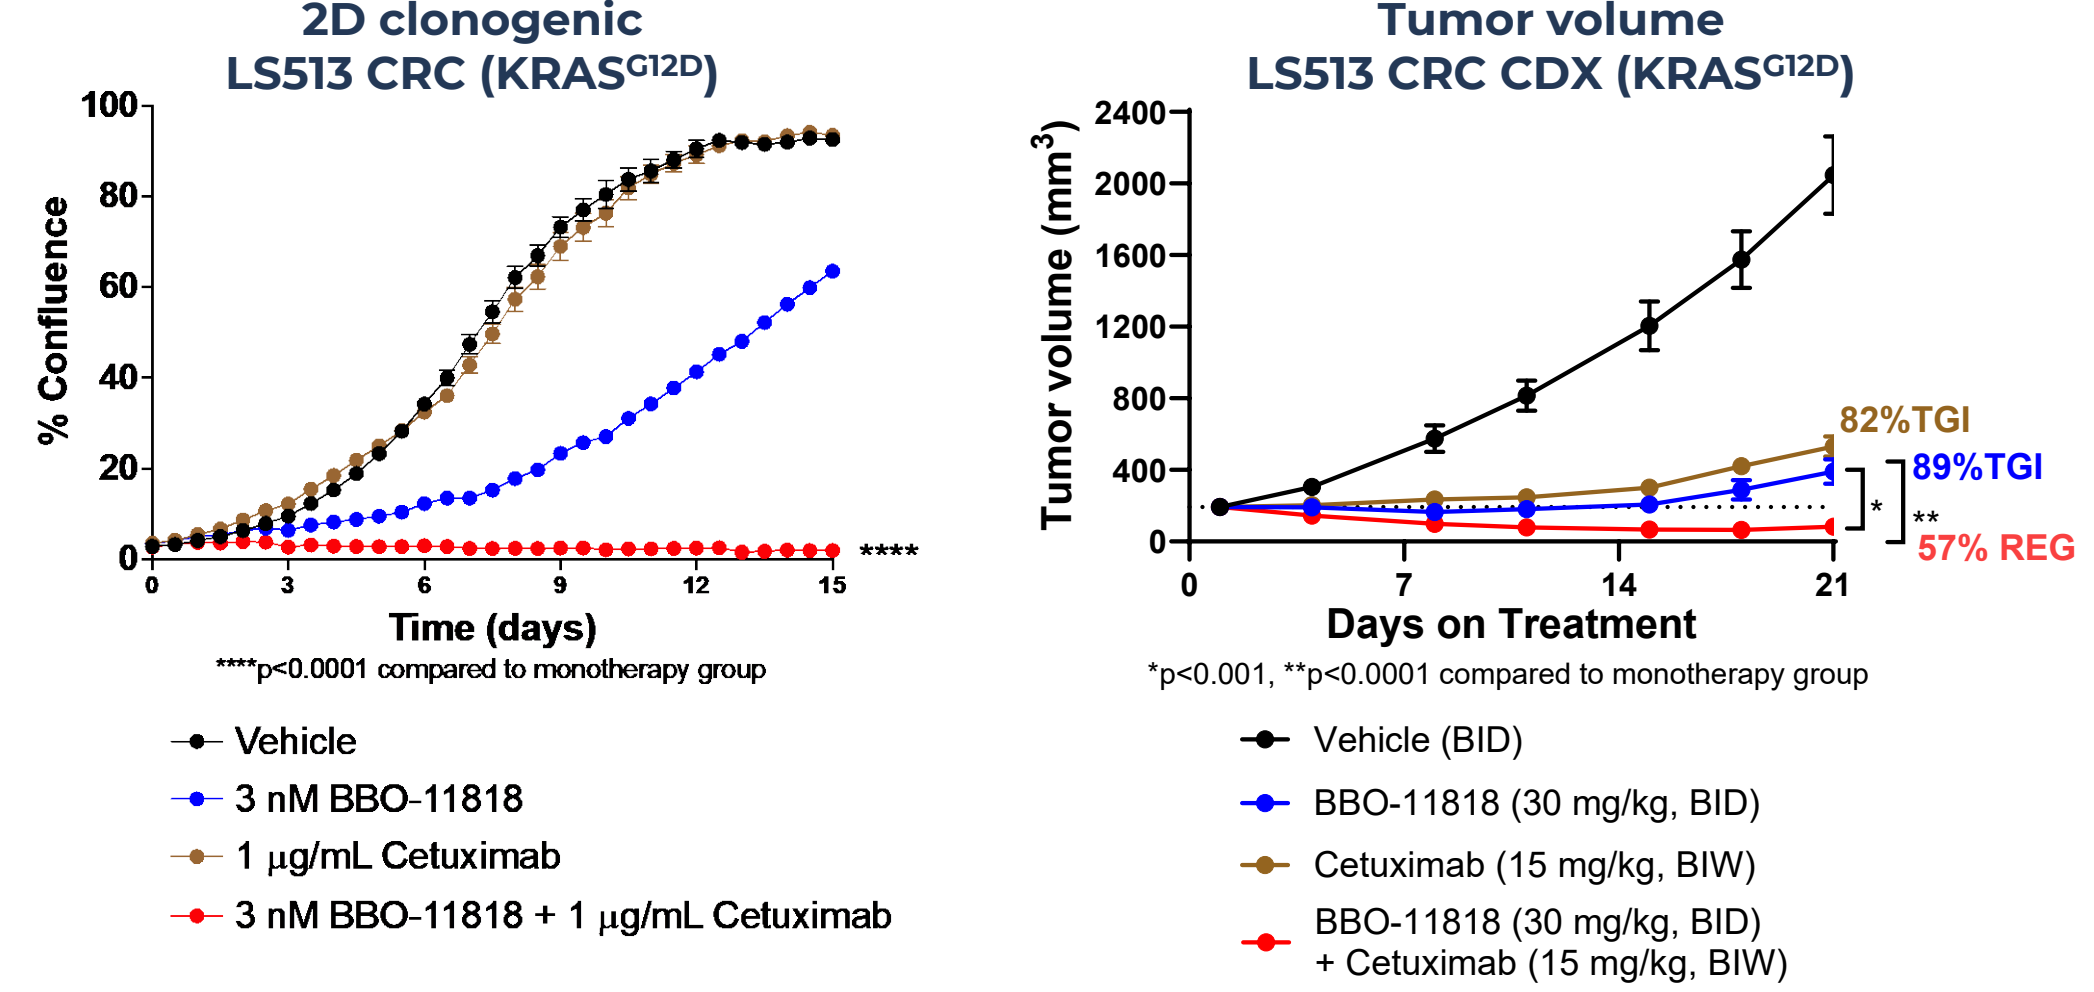 2D clonogenic
LS513 CRC (KRASG12D)
100
80
60
40
20
0
% Confluence
0 3 6 9 12 15
****
Time (days)
****p<0.0001 compared to monotherapy group
Vehicle
3 nM BBO-11818
1 µg/mL Cetuximab
3 nM BBO-11818 + 1 µg/mL Cetuximab
Tumor volume
LS513 CRC CDX (KRASG12D)
2400
2000
1600
1200
800
400
0
Tumor volume (mm3)
0 7 14 21
82%TGI
89%TGI
*
**
57% REG
Days on Treatment
*p<0.001, **p<0.0001 compared to monotherapy group
Vehicle (BID)
BBO-11818 (30 mg/kg, BID)
Cetuximab (15 mg/kg, BIW)
BBO-11818 (30 mg/kg, BID)
+ Cetuximab (15 mg/kg, BIW)